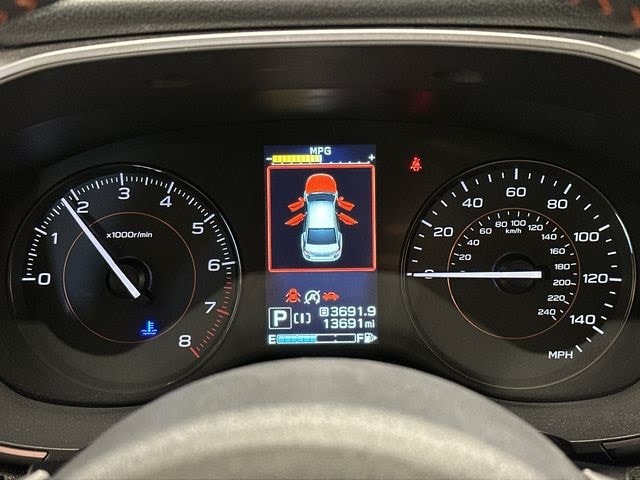 MPG
- +
0 1 2 3 4 5 6 7 8
x1000r/min
P
B 3691.9
13691 mi
E F
0 20 40 60 80 100 120 140
20 40 60 80 100 120 140 160 180 200 220 240
km/h
MPH